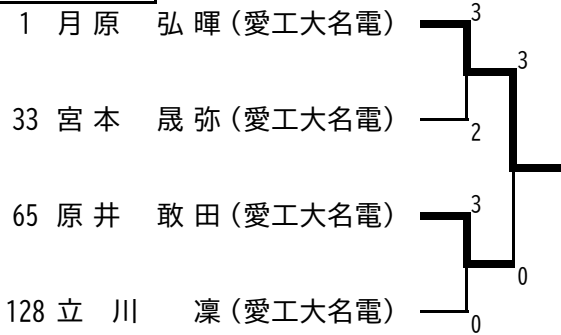 1 月原 弘暉（愛工大名電） 3
3
33 宮本 晟弥（愛工大名電） 2
65 原井 敢田（愛工大名電） 3
0
128 立川 凜（愛工大名電） 0